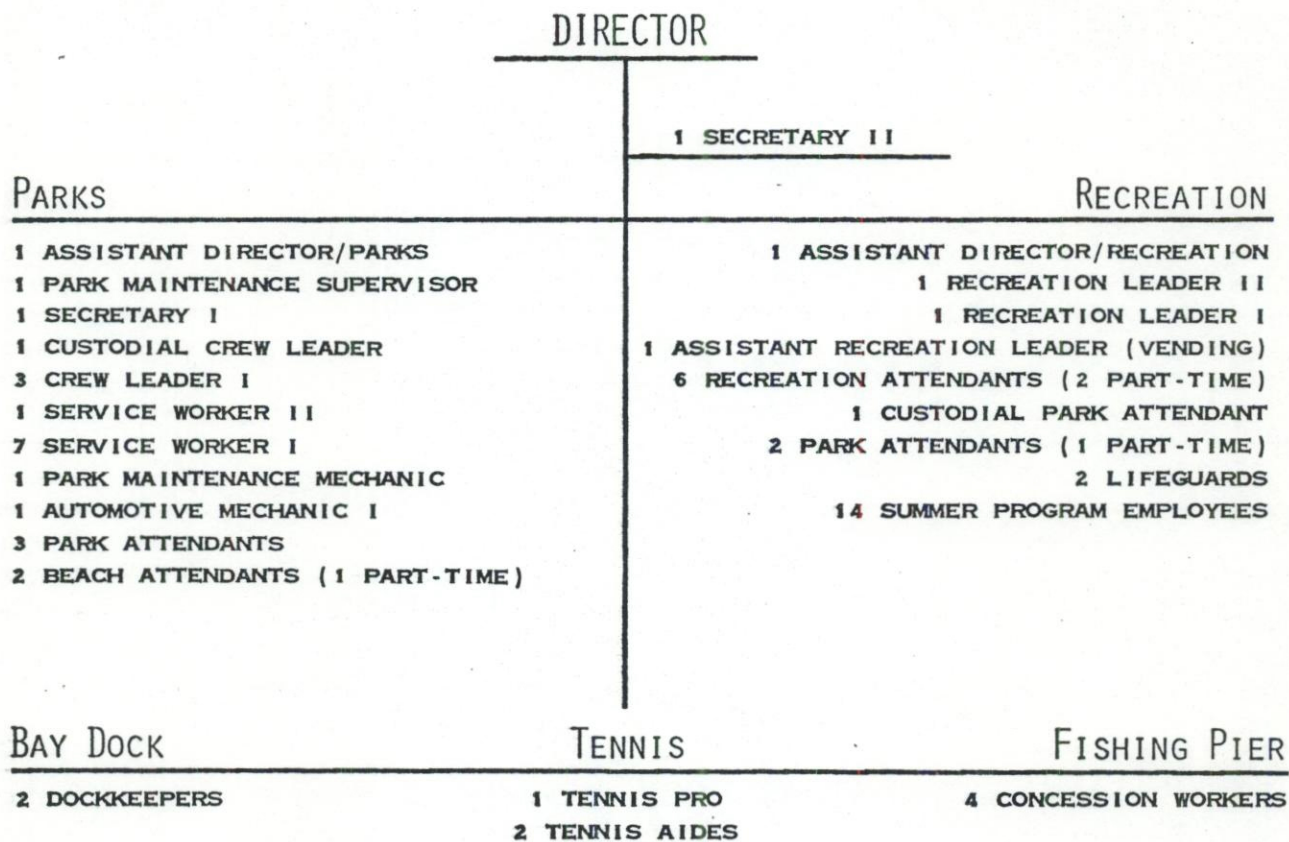 DIRECTOR
1 SECRETARY II
PARKS
1 ASSISTANT DIRECTOR/PARKS
1 PARK MAINTENANCE SUPERVISOR
1 SECRETARY I
1 CUSTODIAL CREW LEADER
3 CREW LEADER I
1 SERVICE WORKER II
7 SERVICE WORKER I
1 PARK MAINTENANCE MECHANIC
1 AUTOMOTIVE MECHANIC I
3 PARK ATTENDANTS
2 BEACH ATTENDANTS (1 PART-TIME)
RECREATION
1 ASSISTANT DIRECTOR/RECREATION
1 RECREATION LEADER II
1 RECREATION LEADER I
1 ASSISTANT RECREATION LEADER (VENDING)
6 RECREATION ATTENDANTS (2 PART-TIME)
1 CUSTODIAL PARK ATTENDANT
2 PARK ATTENDANTS (1 PART-TIME)
2 LIFEGUARDS
14 SUMMER PROGRAM EMPLOYEES
BAY DOCK
2 DOCKKEEPERS
TENNIS
1 TENNIS PRO
2 TENNIS AIDES
FISHING PIER
4 CONCESSION WORKERS